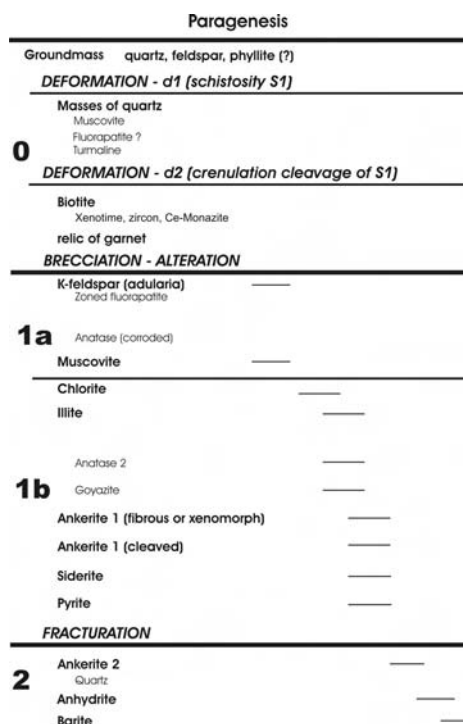 Paragenesis
Groundmass quartz, feldspar, phyllite (?)
DEFORMATION - d1 (schistosity S1)
Masses of quartz
Muscovite
Fluorapatite ?
Turmaline
0
DEFORMATION - d2 (crenulation cleavage of S1)
Biotite
Xenotime, zircon, Ce-Monazite
relic of garnet
BRECCIATION - ALTERATION
K-feldspar (adularia)
Zoned fluorapatite
1a
Anatase (corroded)
Muscovite
Chlorite
Illite
Anatase 2
1b
Goyazite
Ankerite 1 (fibrous or xenomorph)
Ankerite 1 (cleaved)
Siderite
Pyrite
FRACTURATION
Ankerite 2
2
Quartz
Anhydrite
Barite